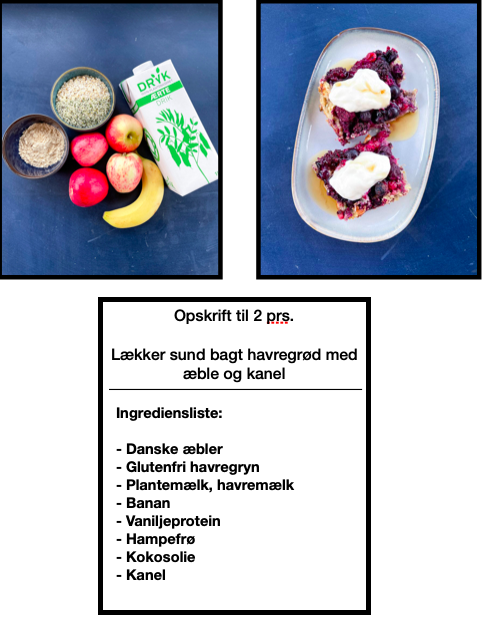 DRYK
ÆRTE
DRIK
Opskrift til 2 prs.
Lækker sund bagt havregrød med
æble og kanel
Ingrediensliste:
- Danske æbler
- Glutenfri havregryn
- Plantemælk, havremælk
- Banan
- Vaniljeprotein
- Hampefrø
- Kokosolie
- Kanel